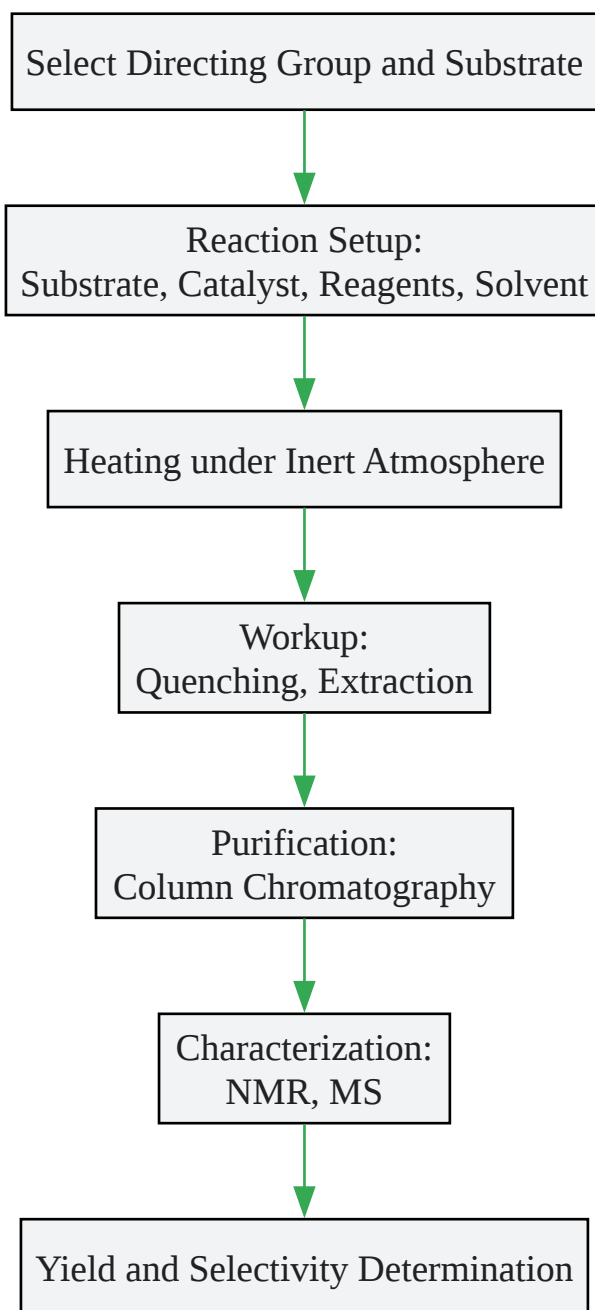 Select Directing Group and Substrate
Reaction Setup:
Substrate, Catalyst, Reagents, Solvent
Heating under Inert Atmosphere
Workup:
Quenching, Extraction
Purification:
Column Chromatography
Characterization:
NMR, MS
Yield and Selectivity Determination